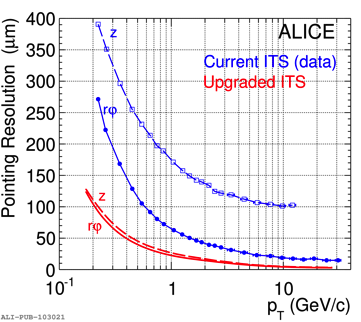 ALICE
Current ITS (data)
Upgraded ITS
z
rφ
z
rφ
Pointing Resolution (μm)
400
350
300
250
200
150
100
50
0
10⁻¹
1
10
p_T (GeV/c)
ALI-PUB-103021